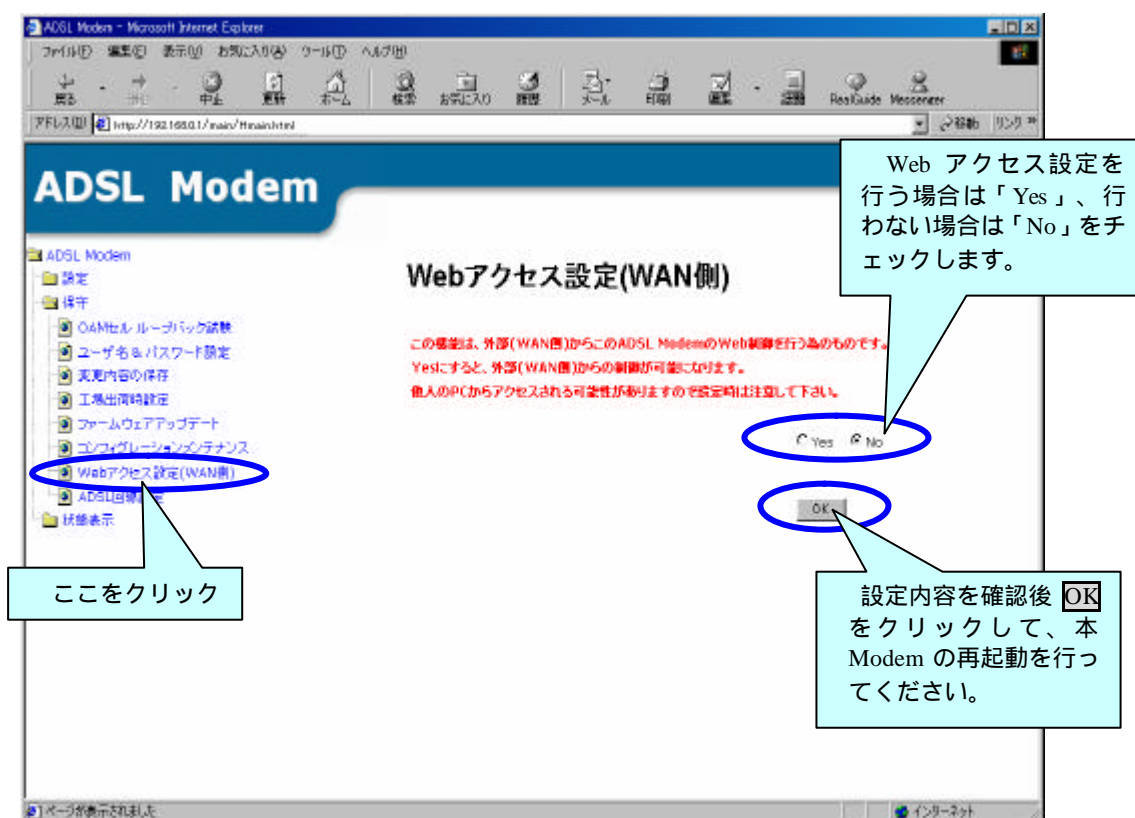 ADSL Modem - Microsoft Internet Explorer
ファイル(F) 編集(E) 表示(V) お気に入り(A) ツール(T) ヘルプ(H)
戻る 中止 更新 ホーム 検索 お気に入り 履歴 メール 印刷 編集 RealGuide Messenger
アドレス(D) http://192.168.0.1/main/Hmain.html 移動 リンク
ADSL Modem
Web アクセス設定を
行う場合は「Yes」、行
わない場合は「No」をチ
ェックします。
ADSL Modem
設定
保守
OAMセル ループバック試験
ユーザ名 & パスワード設定
変更内容の保存
工場出荷時設定
ファームウェアアップデート
コンフィグレーションメンテナンス
Webアクセス設定(WAN側)
ADSL回線
状態表示
Webアクセス設定(WAN側)
この機能は、外部(WAN側)からこのADSL ModemのWeb制御を行う為のものです。
Yesにすると、外部(WAN側)からの制御が可能になります。
他人のPCからアクセスされる可能性がありますので設定時は注意して下さい。
Yes No
OK
ここをクリック
設定内容を確認後 OK
をクリックして、本
Modem の再起動を行っ
てください。
ページが表示されました インターネット